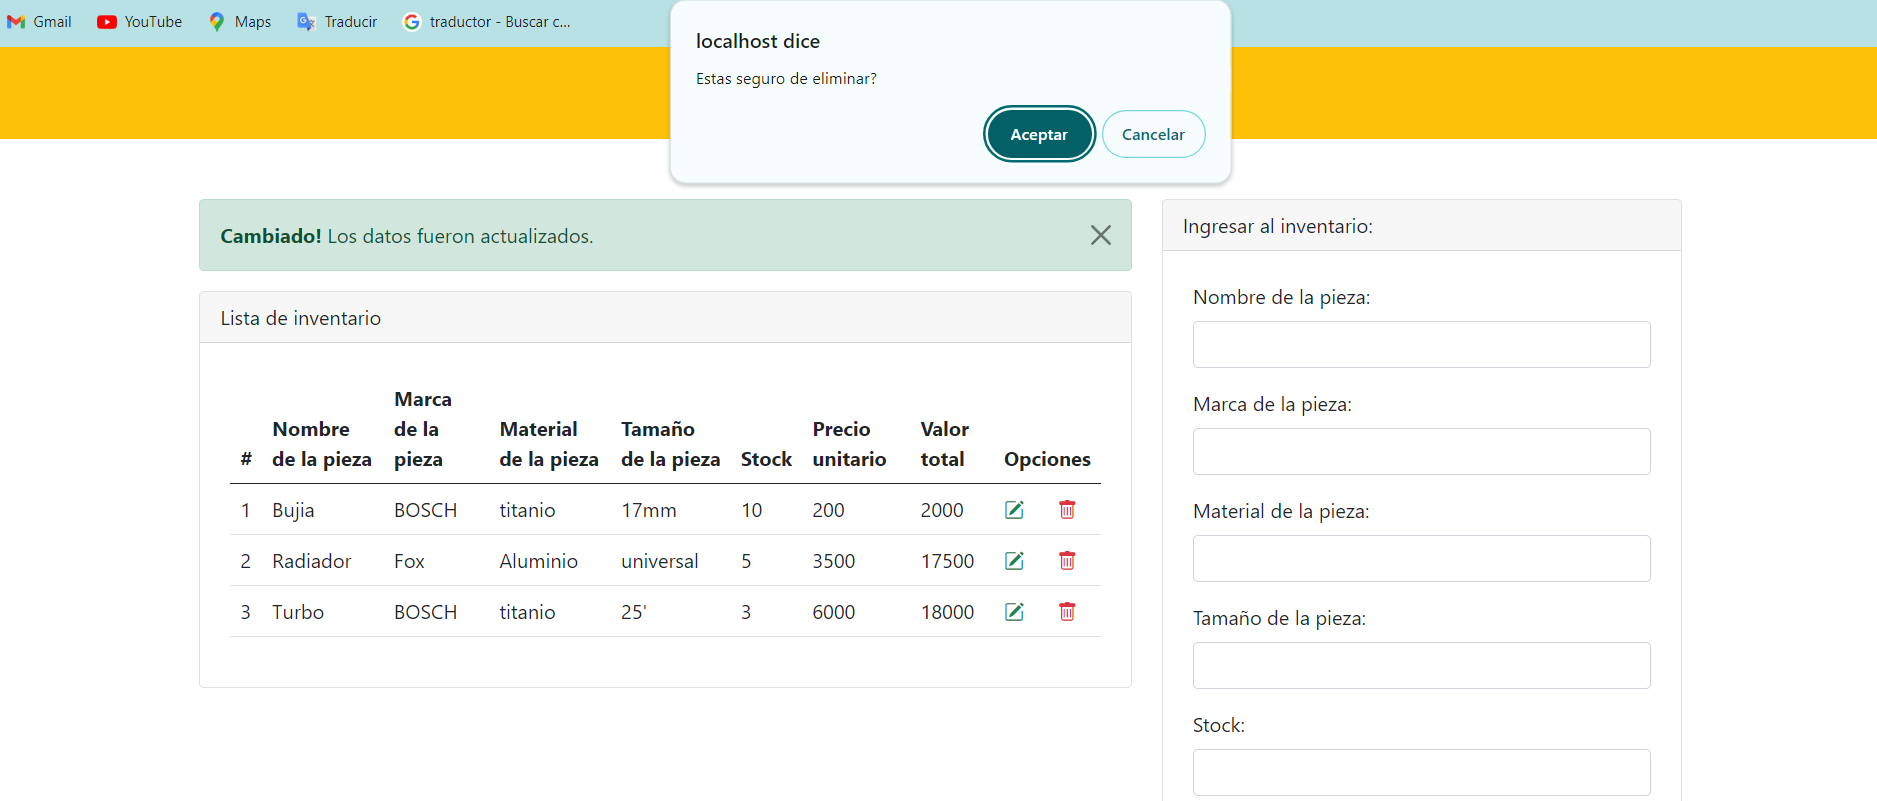 Gmail YouTube Maps Traducir traductor - Buscar c...
localhost dice
Estas seguro de eliminar?
Aceptar Cancelar
Cambiado! Los datos fueron actualizados.
Lista de inventario
# Nombre de la pieza Marca de la pieza Material de la pieza Tamaño de la pieza Stock Precio unitario Valor total Opciones
1 Bujia BOSCH titanio 17mm 10 200 2000
2 Radiador Fox Aluminio universal 5 3500 17500
3 Turbo BOSCH titanio 25' 3 6000 18000
Ingresar al inventario:
Nombre de la pieza:
Marca de la pieza:
Material de la pieza:
Tamaño de la pieza:
Stock: